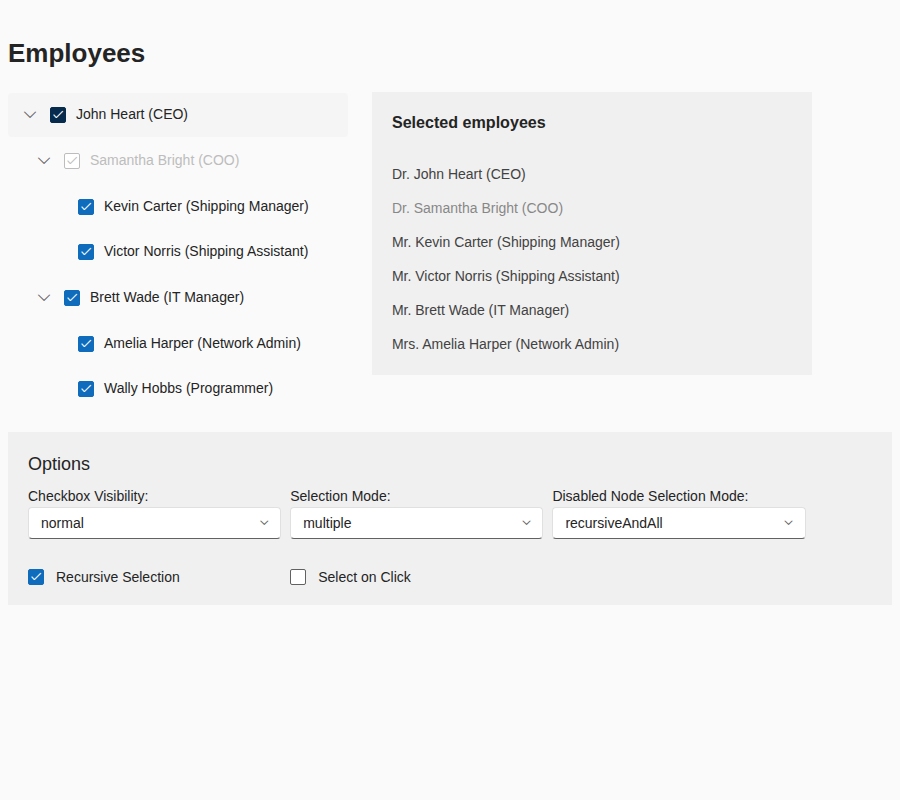 Employees
John Heart (CEO)
Samantha Bright (COO)
Kevin Carter (Shipping Manager)
Victor Norris (Shipping Assistant)
Brett Wade (IT Manager)
Amelia Harper (Network Admin)
Wally Hobbs (Programmer)
Selected employees
Dr. John Heart (CEO)
Dr. Samantha Bright (COO)
Mr. Kevin Carter (Shipping Manager)
Mr. Victor Norris (Shipping Assistant)
Mr. Brett Wade (IT Manager)
Mrs. Amelia Harper (Network Admin)
Options
Checkbox Visibility:
normal
Selection Mode:
multiple
Disabled Node Selection Mode:
recursiveAndAll
Recursive Selection
Select on Click